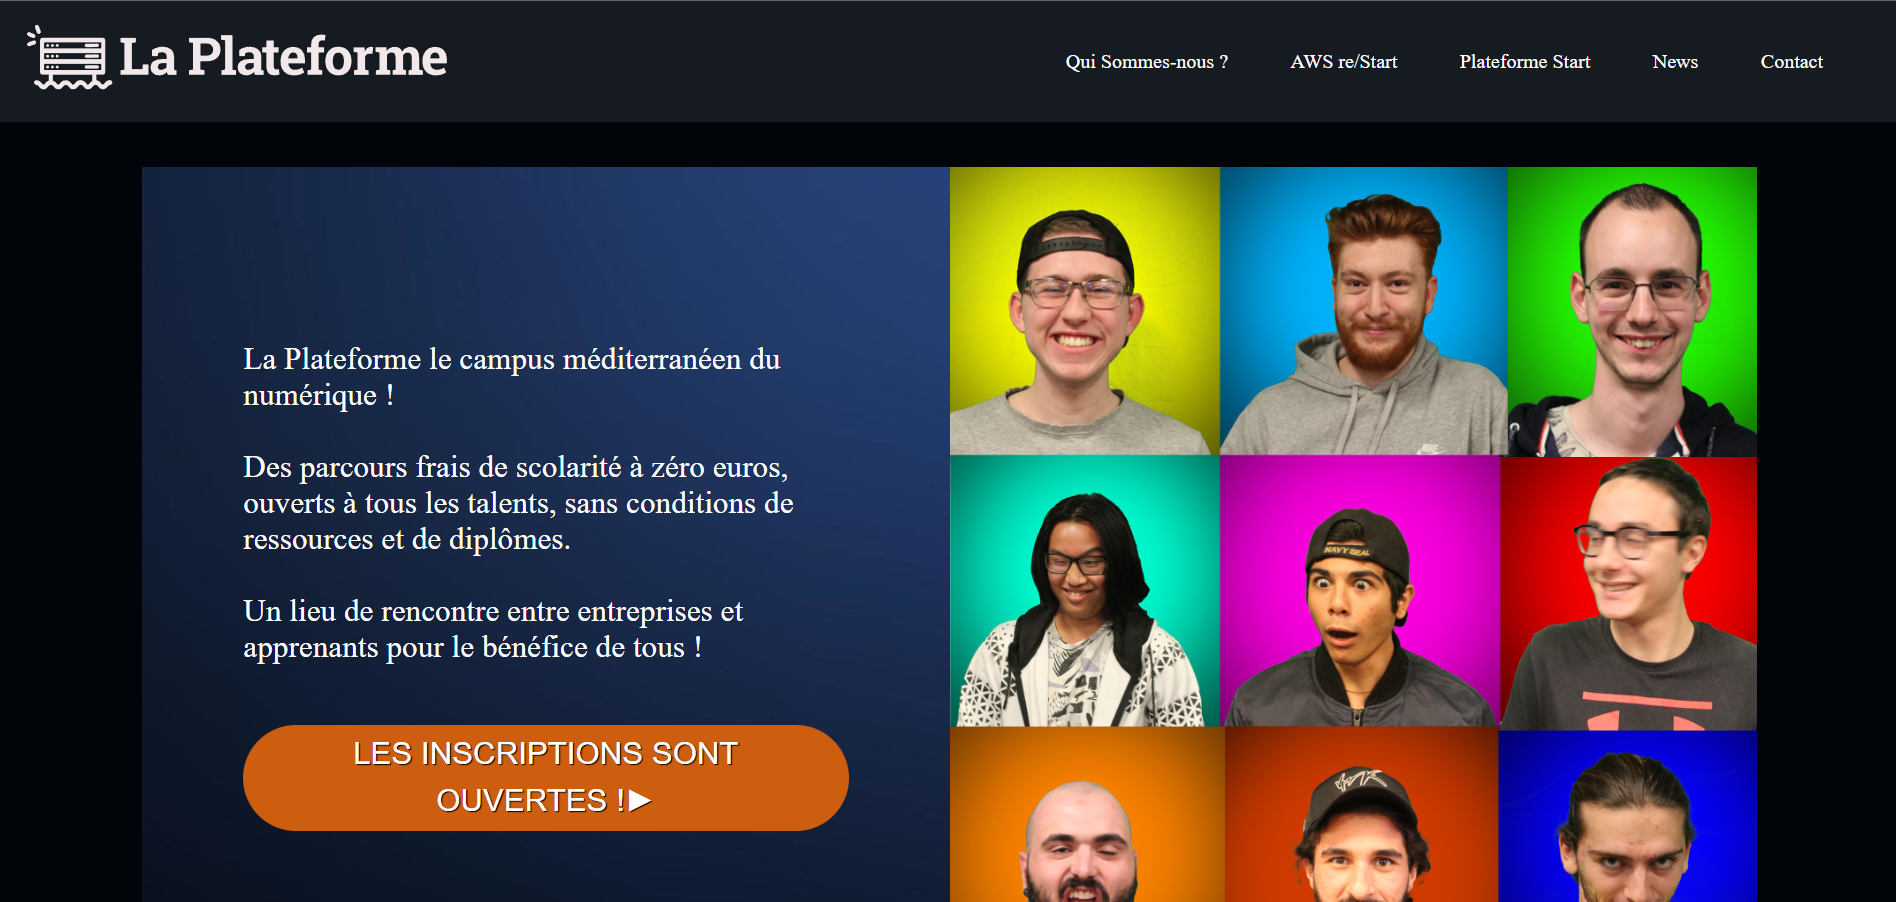 La Plateforme
Qui Sommes-nous ?
AWS re/Start
Plateforme Start
News
Contact
La Plateforme le campus méditerranéen du
numérique !
Des parcours frais de scolarité à zéro euros,
ouverts à tous les talents, sans conditions de
ressources et de diplômes.
Un lieu de rencontre entre entreprises et
apprenants pour le bénéfice de tous !
LES INSCRIPTIONS SONT
OUVERTES !►
NAVY SEAL